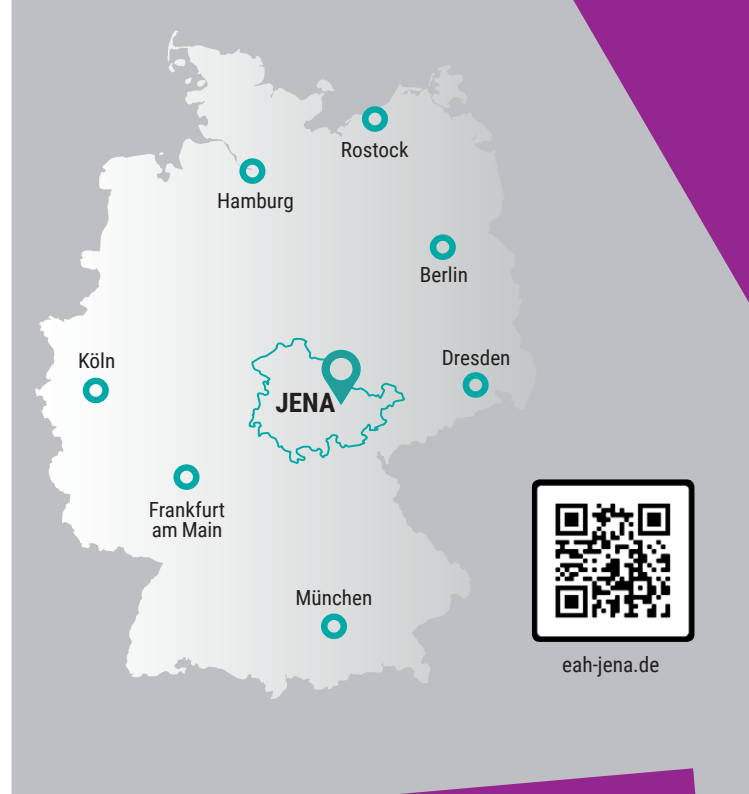 Rostock
Hamburg
Berlin
Köln
Dresden
JENA
Frankfurt
am Main
München
eah-jena.de